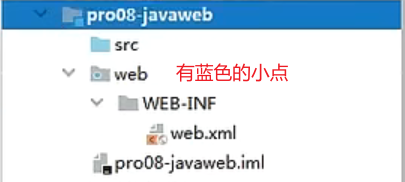 pro08-javaweb
src
web 有蓝色的小点
WEB-INF
web.xml
pro08-javaweb.iml